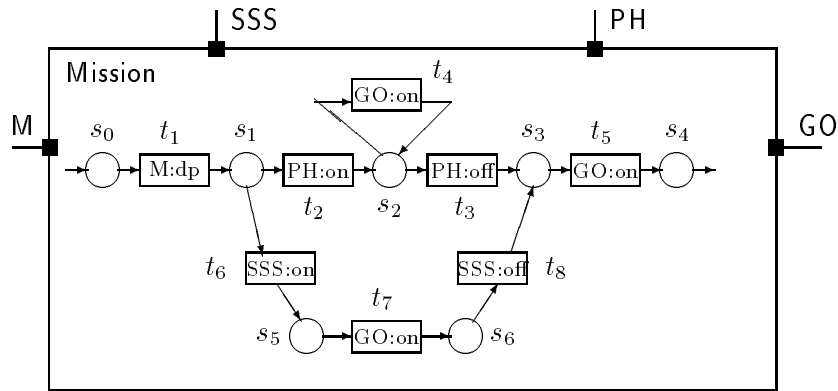 SSS PH
Mission
t4
GO:on
M GO
s0 t1 s1 s3 t5 s4
M:dp PH:on PH:off GO:on
t2 s2 t3
t6 SSS:on SSS:off t8
t7
s5 GO:on s6